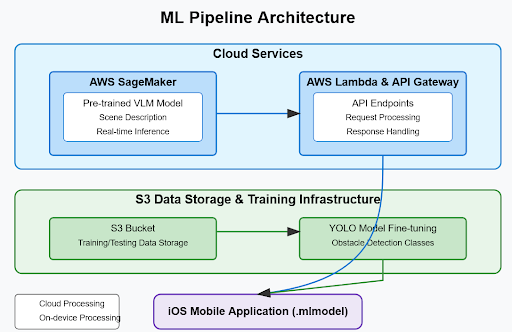 ML Pipeline Architecture
Cloud Services
AWS SageMaker
Pre-trained VLM Model
Scene Description
Real-time Inference
AWS Lambda & API Gateway
API Endpoints
Request Processing
Response Handling
S3 Data Storage & Training Infrastructure
S3 Bucket
Training/Testing Data Storage
YOLO Model Fine-tuning
Obstacle Detection Classes
Cloud Processing
On-device Processing
iOS Mobile Application (.mlmodel)